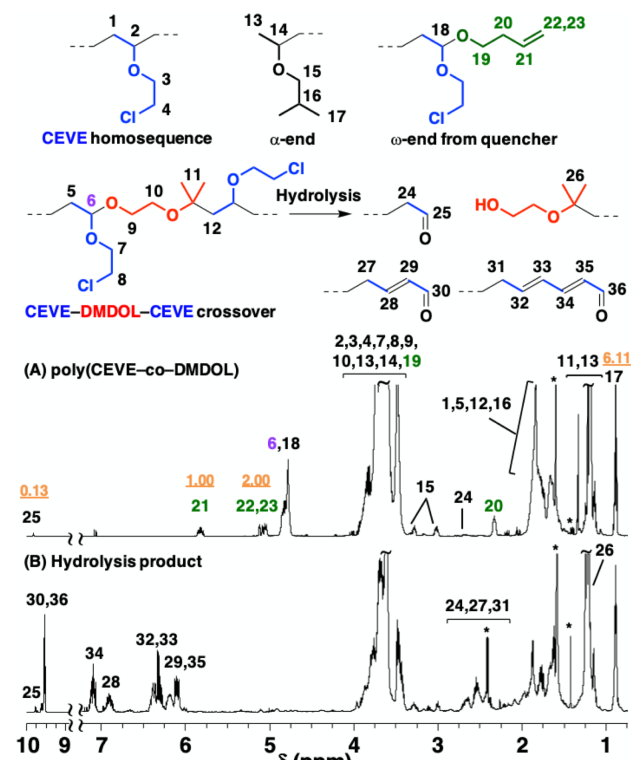 13
1 2
14
18
20 22,23
O
O
O
19 21
3
15
O
4
16
17
Cl
Cl
CEVE homosequence
α-end
ω-end from quencher
Cl
11
O
26
5 6 10
Hydrolysis
24
O
O
HO
O
25
O
9
12
O
7
8
27 29
31 33 35
Cl
30
36
28
O
32 34
O
CEVE–DMDOL–CEVE crossover
(A) poly(CEVE–co–DMDOL)
2,3,4,7,8,9,
10,13,14,19
11,13 6.11
17
*
1,5,12,16
6,18
0.13
1.00 2.00
15
25
21 22,23
24
20
*
(B) Hydrolysis product
26
*
30,36
24,27,31
*
*
34
32,33
28
29,35
25
10 9 7 6 5 4 3 2 1
δ (ppm)